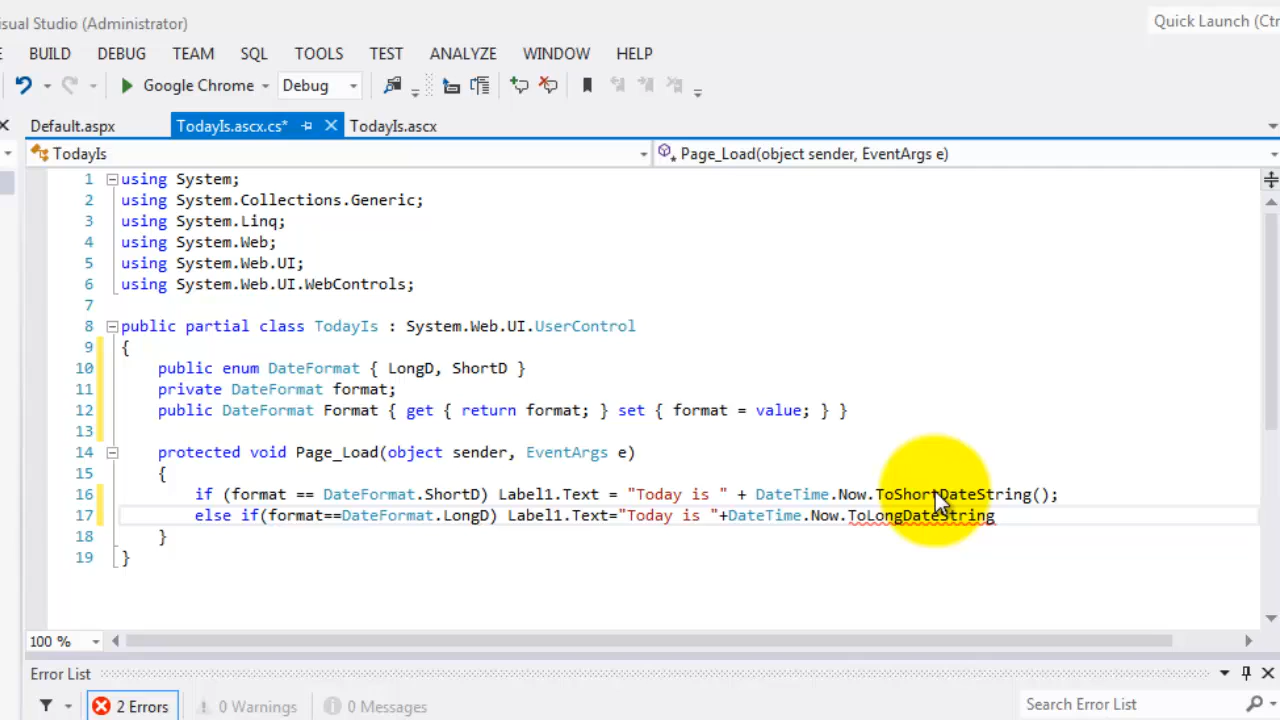 isual Studio (Administrator)
Quick Launch (Ctr
E BUILD DEBUG TEAM SQL TOOLS TEST ANALYZE WINDOW HELP
Google Chrome Debug
Default.aspx TodayIs.ascx.cs* TodayIs.ascx
TodayIs Page_Load(object sender, EventArgs e)
1 using System;
2 using System.Collections.Generic;
3 using System.Linq;
4 using System.Web;
5 using System.Web.UI;
6 using System.Web.UI.WebControls;
7
8 public partial class TodayIs : System.Web.UI.UserControl
9 {
10 public enum DateFormat { LongD, ShortD }
11 private DateFormat format;
12 public DateFormat Format { get { return format; } set { format = value; } }
13
14 protected void Page_Load(object sender, EventArgs e)
15 {
16 if (format == DateFormat.ShortD) Label1.Text = "Today is " + DateTime.Now.ToShortDateString();
17 else if(format==DateFormat.LongD) Label1.Text="Today is "+DateTime.Now.ToLongDateString
18 }
19 }
100 %
Error List
2 Errors 0 Warnings 0 Messages Search Error List